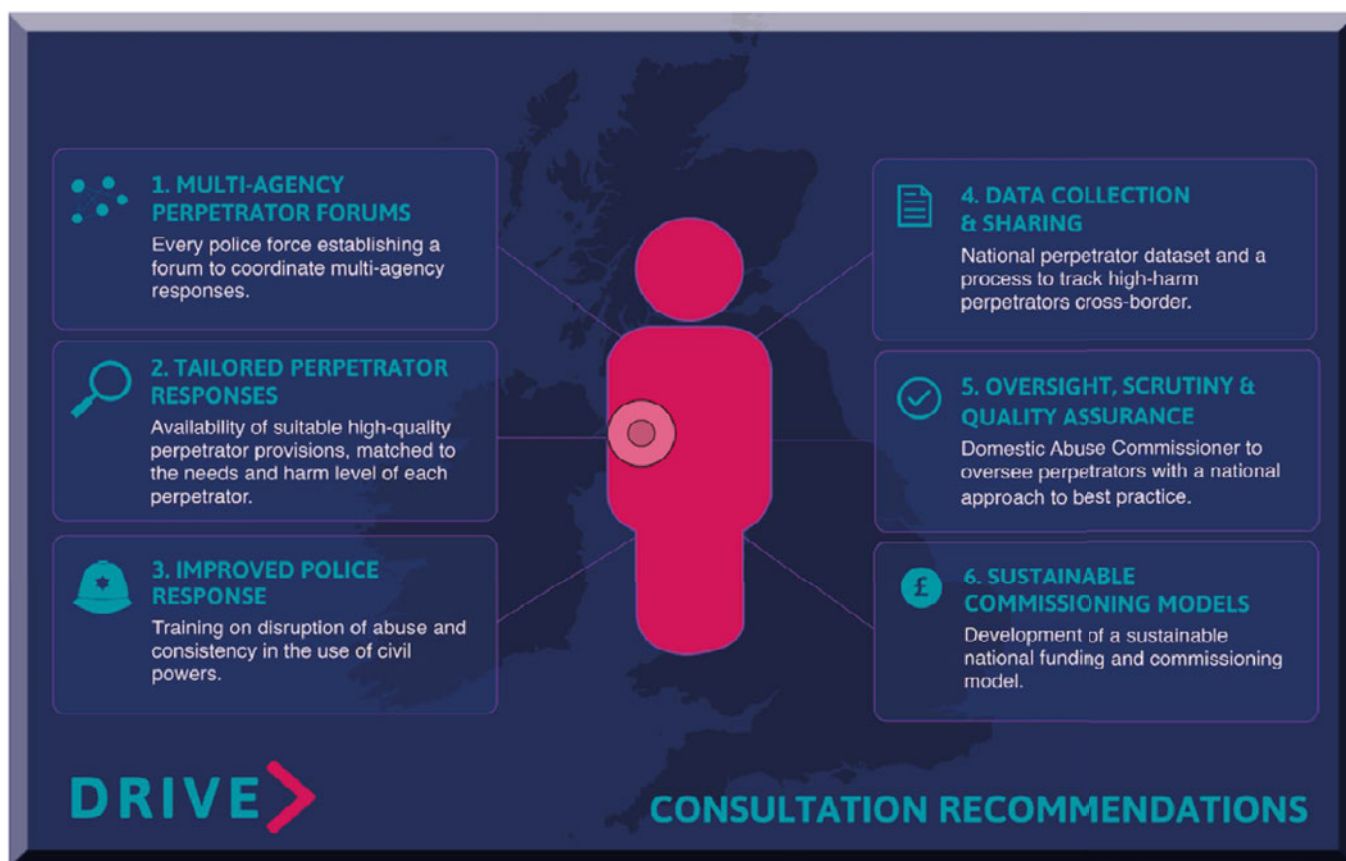 1. MULTI-AGENCY
PERPETRATOR FORUMS
Every police force establishing a
forum to coordinate multi-agency
responses.
2. TAILORED PERPETRATOR
RESPONSES
Availability of suitable high-quality
perpetrator provisions, matched to
the needs and harm level of each
perpetrator.
3. IMPROVED POLICE
RESPONSE
Training on disruption of abuse and
consistency in the use of civil
powers.
4. DATA COLLECTION
& SHARING
National perpetrator dataset and a
process to track high-harm
perpetrators cross-border.
5. OVERSIGHT, SCRUTINY &
QUALITY ASSURANCE
Domestic Abuse Commissioner to
oversee perpetrators with a national
approach to best practice.
£
6. SUSTAINABLE
COMMISSIONING MODELS
Development of a sustainable
national funding and commissioning
model.
DRIVE
CONSULTATION RECOMMENDATIONS